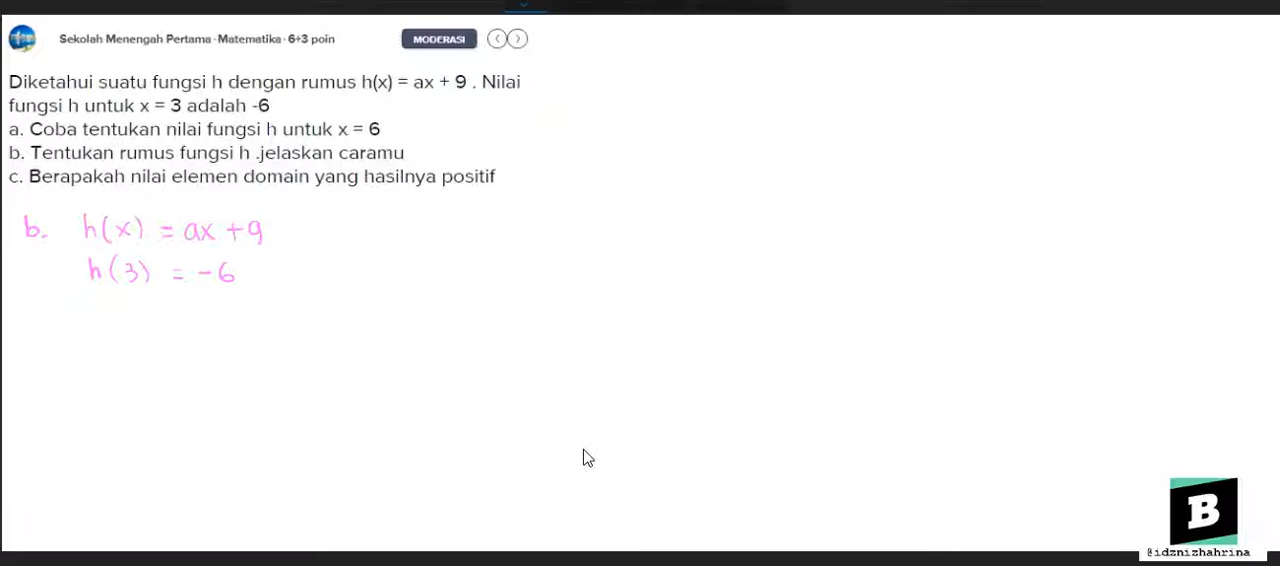 Sekolah Menengah Pertama · Matematika · 6+3 poin
MODERASI
Diketahui suatu fungsi h dengan rumus h(x) = ax + 9 . Nilai
fungsi h untuk x = 3 adalah -6
a. Coba tentukan nilai fungsi h untuk x = 6
b. Tentukan rumus fungsi h .jelaskan caramu
c. Berapakah nilai elemen domain yang hasilnya positif
b. h(x) = ax + 9
h(3) = -6
B
@idznizhahrina